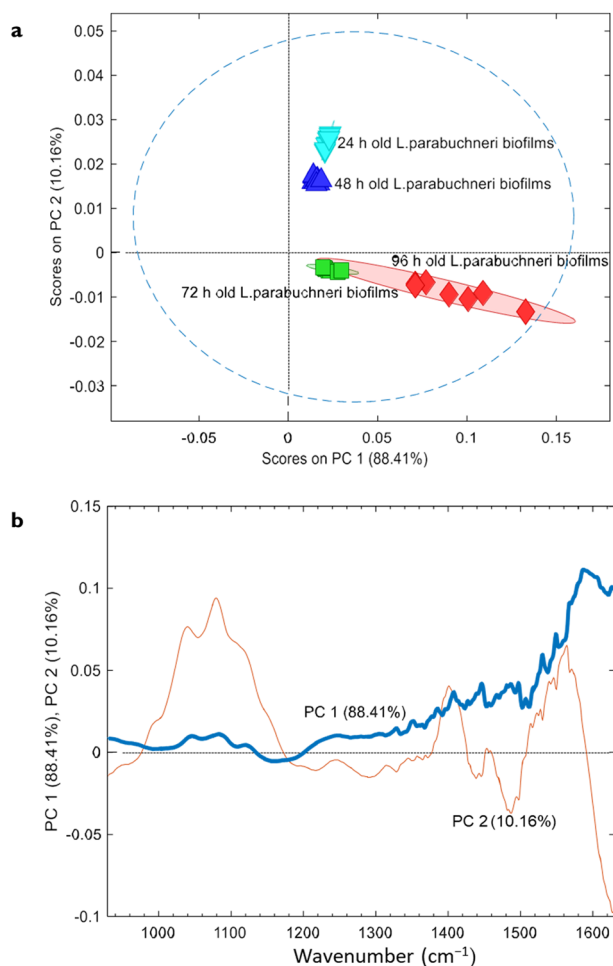 a
0.05
0.04
0.03
0.02
0.01
0
-0.01
-0.02
-0.03
Scores on PC 2 (10.16%)
24 h old L.parabuchneri biofilms
48 h old L.parabuchneri biofilms
96 h old L.parabuchneri biofilms
72 h old L.parabuchneri biofilms
-0.05
0
0.05
0.1
0.15
Scores on PC 1 (88.41%)
b
0.15
0.1
0.05
0
-0.05
-0.1
PC 1 (88.41%), PC 2 (10.16%)
PC 1 (88.41%)
PC 2 (10.16%)
1000
1100
1200
1300
1400
1500
1600
Wavenumber (cm⁻¹)